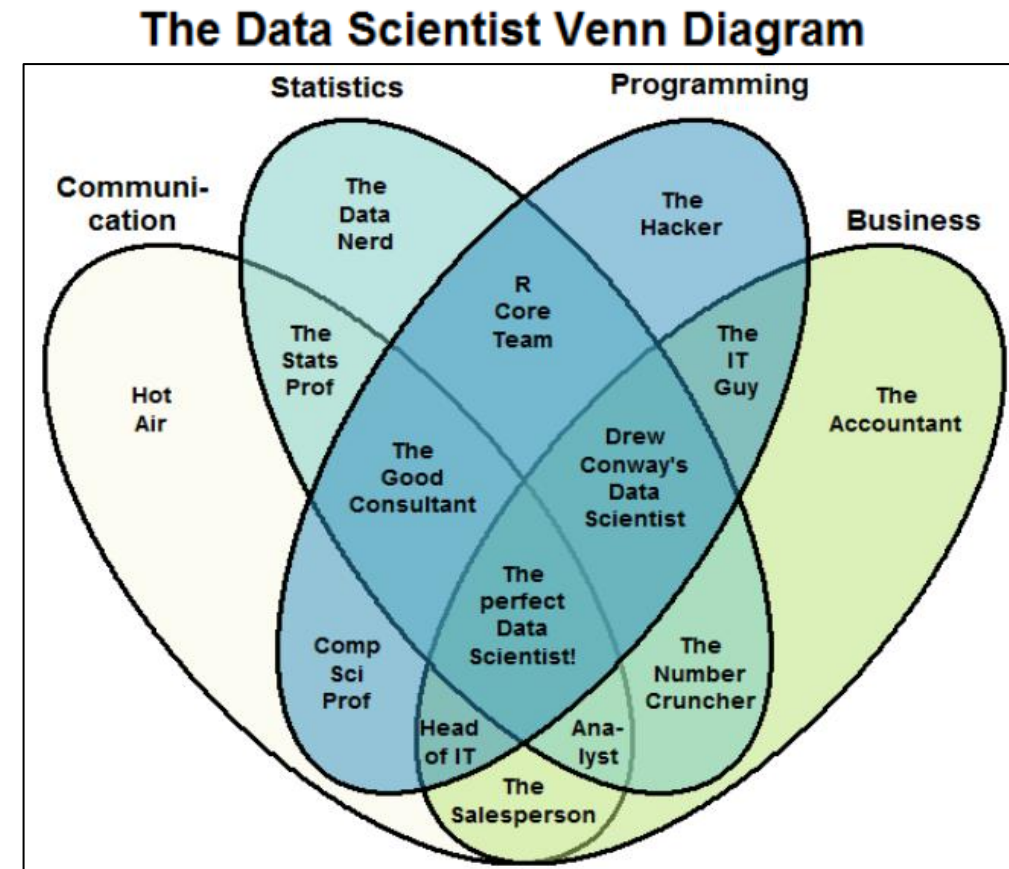 The Data Scientist Venn Diagram
Statistics
Programming
Communi-
cation
Business
The
Data
Nerd
The
Hacker
R
Core
Team
The
Stats
Prof
The
IT
Guy
Hot
Air
The
Accountant
The
Good
Consultant
Drew
Conway's
Data
Scientist
The
perfect
Data
Scientist!
Comp
Sci
Prof
The
Number
Cruncher
Head
of IT
Ana-
lyst
The
Salesperson